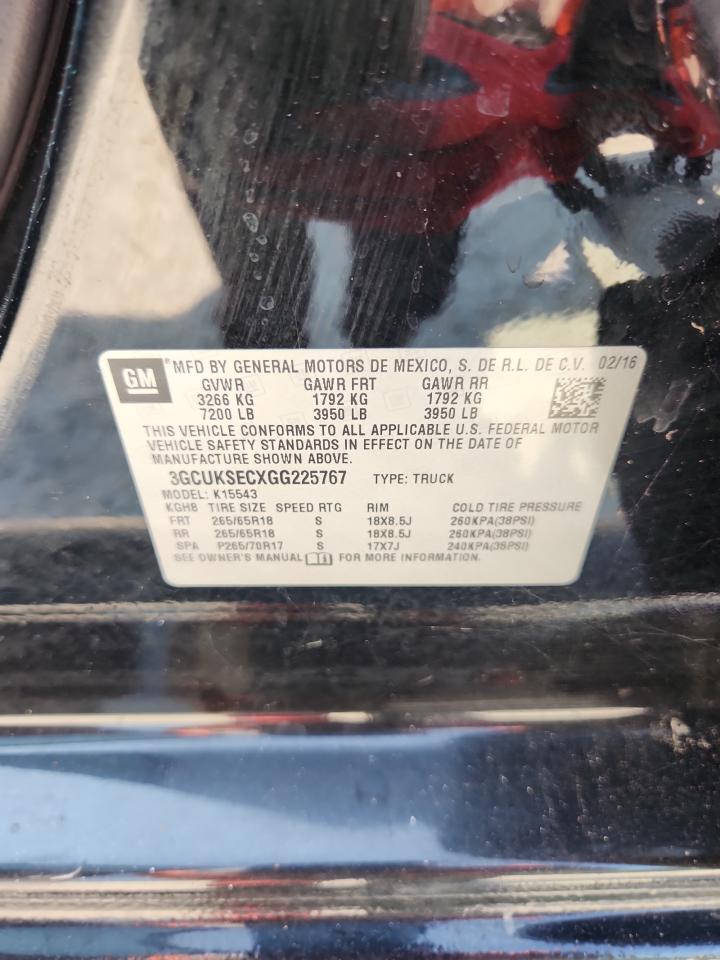 GM ® MFD BY GENERAL MOTORS DE MEXICO, S. DE R.L. DE C.V. 02/16
GVWR GAWR FRT GAWR RR
3266 KG 1792 KG 1792 KG
7200 LB 3950 LB 3950 LB
THIS VEHICLE CONFORMS TO ALL APPLICABLE U.S. FEDERAL MOTOR
VEHICLE SAFETY STANDARDS IN EFFECT ON THE DATE OF
MANUFACTURE SHOWN ABOVE.
3GCUKSECXGG225767 TYPE: TRUCK
MODEL: K15543
KGHB TIRE SIZE SPEED RTG RIM COLD TIRE PRESSURE
FRT 265/65R18 S 18X8.5J 260KPA(38PSI)
RR 265/65R18 S 18X8.5J 260KPA(38PSI)
SPA P265/70R17 S 17X7J 240KPA(35PSI)
SEE OWNER'S MANUAL FOR MORE INFORMATION.